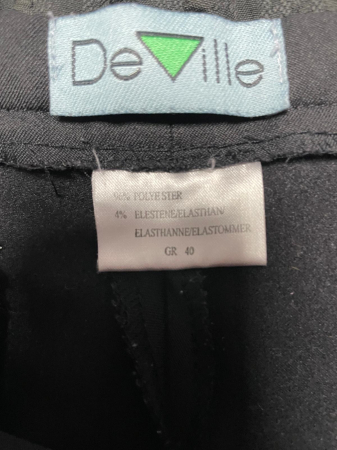 DeVille
96% POLYESTER
4% ELESTENE/ELASTHAN/
ELASTHANNE/ELASTOMMER
GR 40